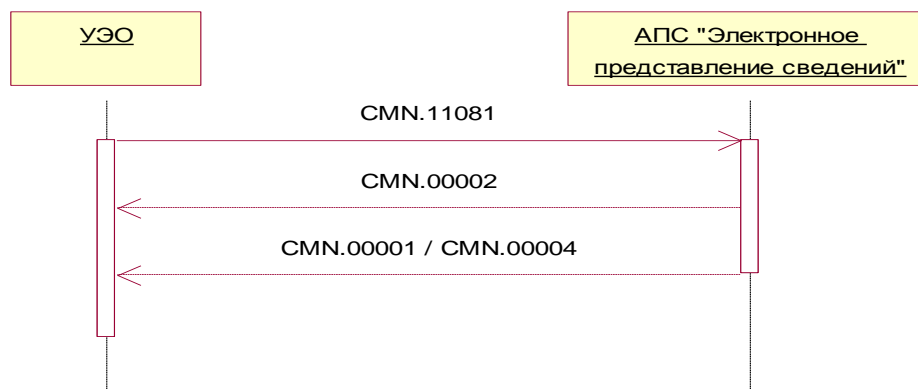 УЭО
АПС "Электронное
представление сведений"
CMN.11081
CMN.00002
CMN.00001 / CMN.00004